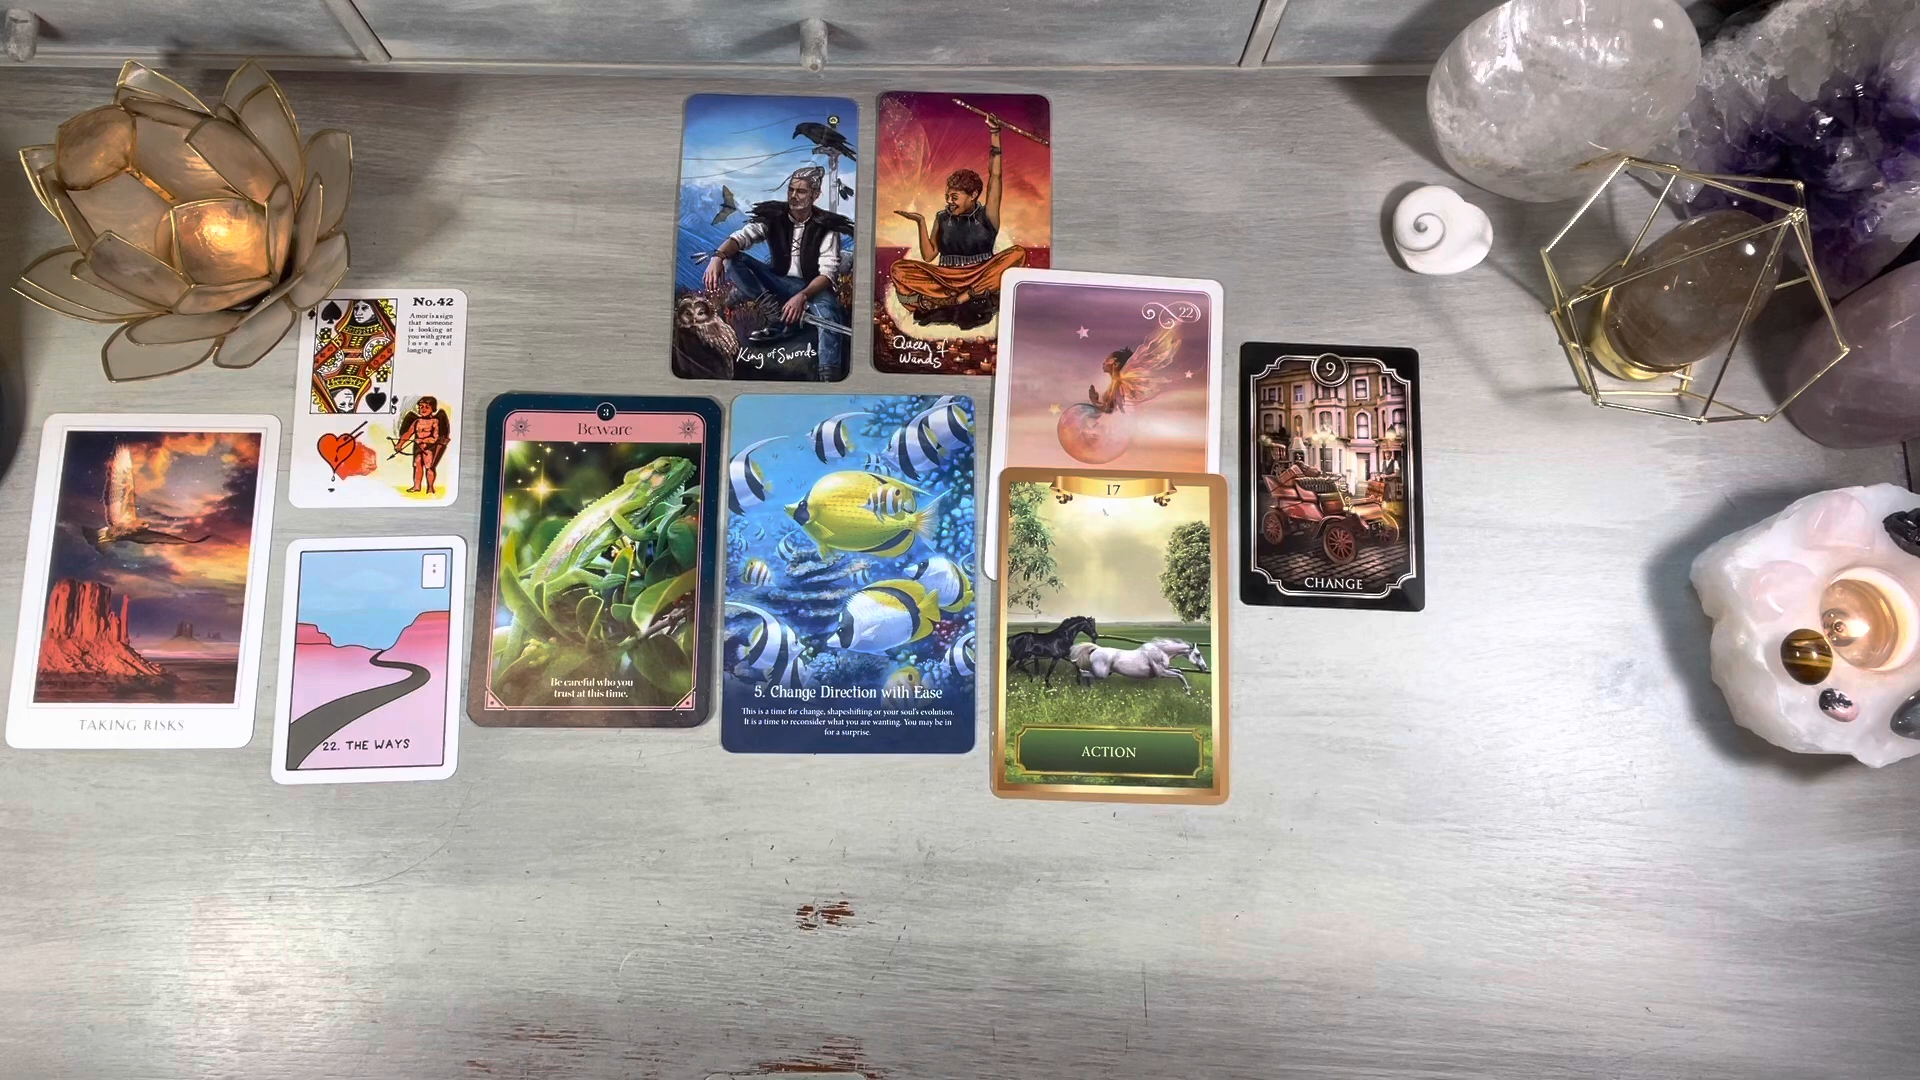 No.42
Amor is a sign
that someone
is looking at
you with great
love and
longing
TAKING RISKS
22. THE WAYS
3
Beware
Be careful who you
trust at this time.
King of Swords
Queen of
Wands
5. Change Direction with Ease
This is a time for change, shapeshifting or your soul's evolution.
It is a time to reconsider what you are wanting. You may be in
for a surprise.
22
17
ACTION
9
CHANGE